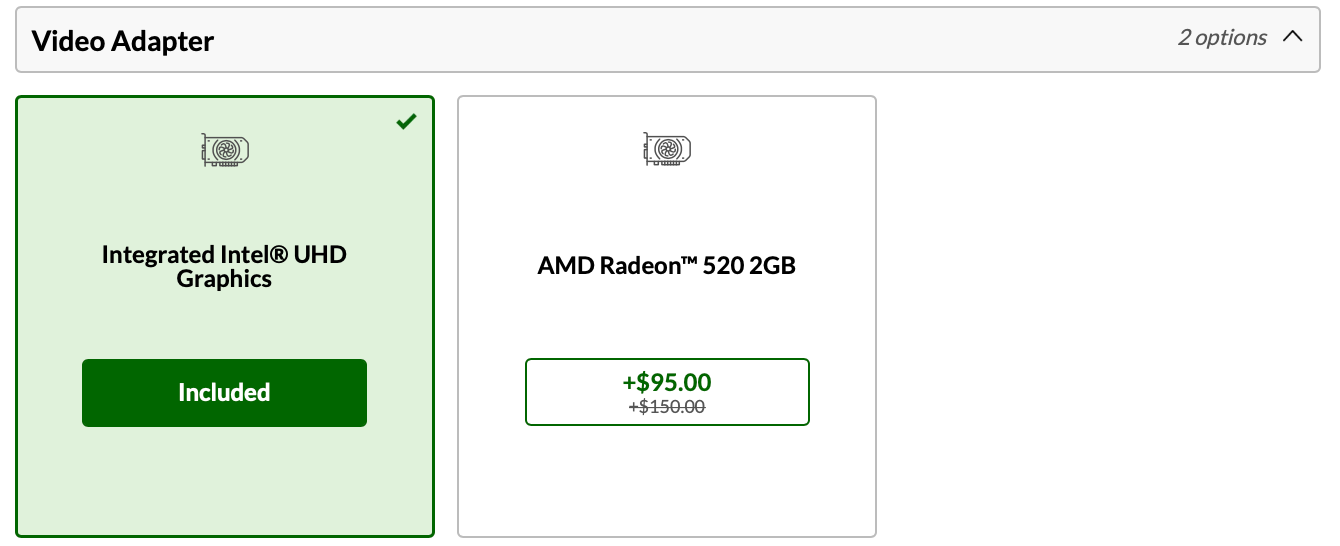 Video Adapter
2 options
Integrated Intel® UHD
Graphics
Included
AMD Radeon™ 520 2GB
+$95.00
+$150.00